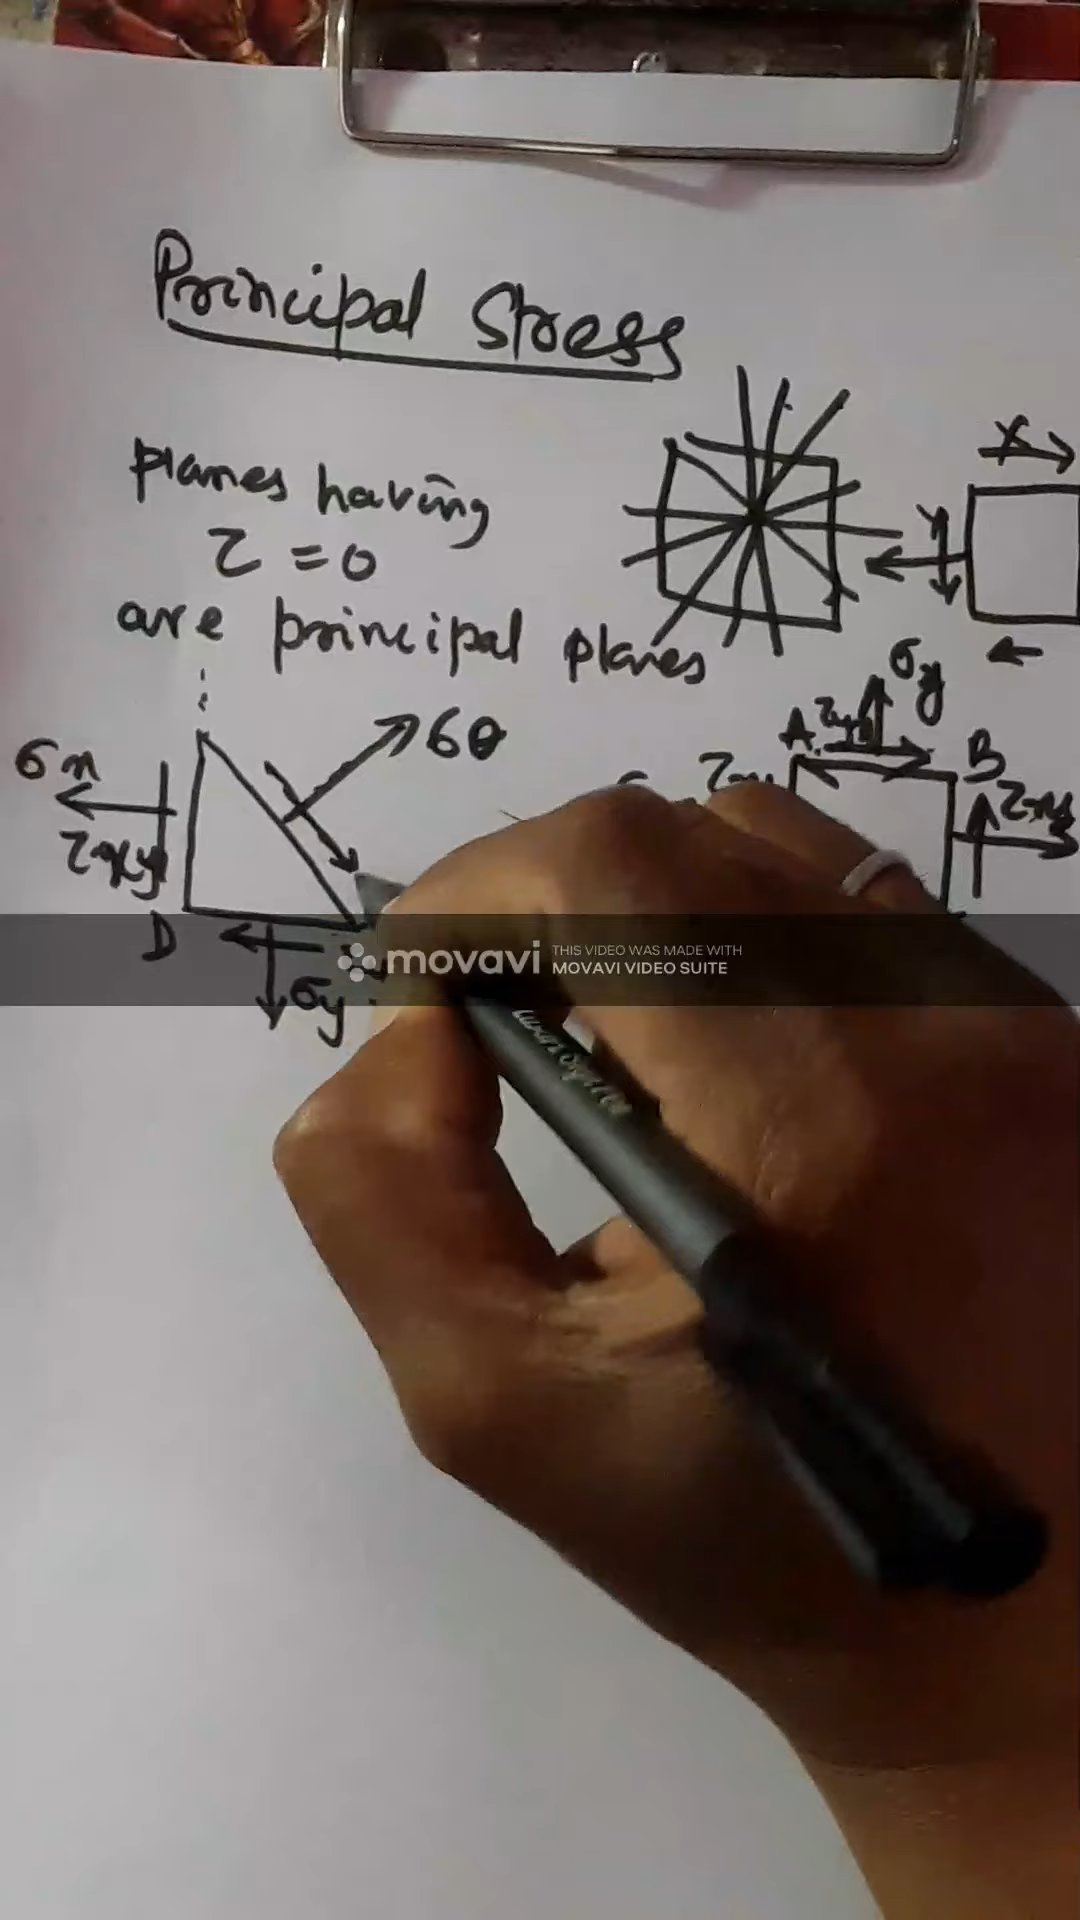 Principal Stress
planes having
τ = 0
are principal planes
x
y
σx
τxy
D
σθ
σy
A
τyx
σy
B
τxy
movavi
THIS VIDEO WAS MADE WITH
MOVAVI VIDEO SUITE